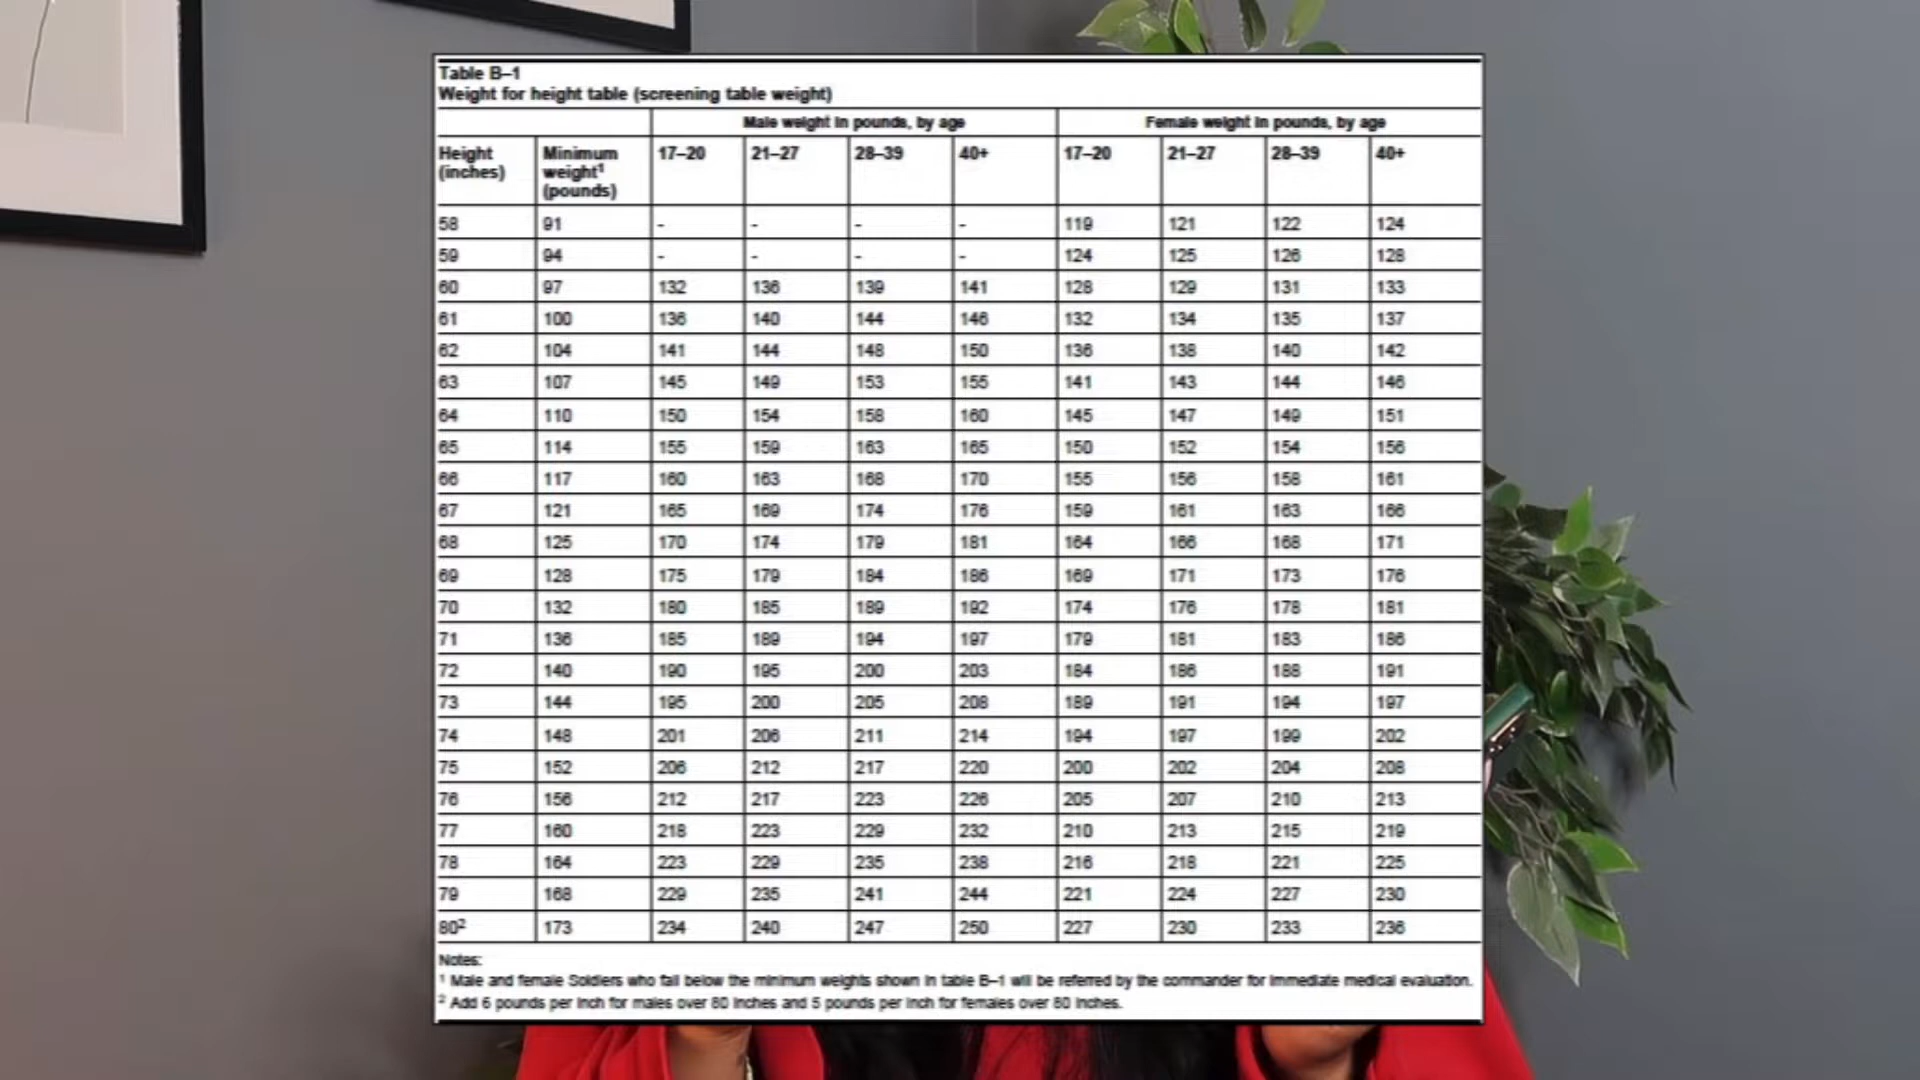 Table B–1
Weight for height table (screening table weight)
Male weight in pounds, by age Female weight in pounds, by age
Height (inches) Minimum weight¹ (pounds) 17–20 21–27 28–39 40+ 17–20 21–27 28–39 40+
58 91 - - - - 119 121 122 124
59 94 - - - - 124 125 126 128
60 97 132 136 139 141 128 129 131 133
61 100 136 140 144 146 132 134 135 137
62 104 141 144 148 150 136 138 140 142
63 107 145 149 153 155 141 143 144 146
64 110 150 154 158 160 145 147 149 151
65 114 155 159 163 165 150 152 154 156
66 117 160 163 168 170 155 156 158 161
67 121 165 169 174 176 159 161 163 166
68 125 170 174 179 181 164 166 168 171
69 128 175 179 184 186 169 171 173 176
70 132 180 185 189 192 174 176 178 181
71 136 185 189 194 197 179 181 183 186
72 140 190 195 200 203 184 186 188 191
73 144 195 200 205 208 189 191 194 197
74 148 201 206 211 214 194 197 199 202
75 152 206 212 217 220 200 202 204 208
76 156 212 217 223 226 205 207 210 213
77 160 218 223 229 232 210 213 215 219
78 164 223 229 235 238 216 218 221 225
79 168 229 235 241 244 221 224 227 230
80² 173 234 240 247 250 227 230 233 236
Notes:
¹ Male and female Soldiers who fall below the minimum weights shown in table B–1 will be referred by the commander for immediate medical evaluation.
² Add 6 pounds per inch for males over 80 inches and 5 pounds per inch for females over 80 inches.